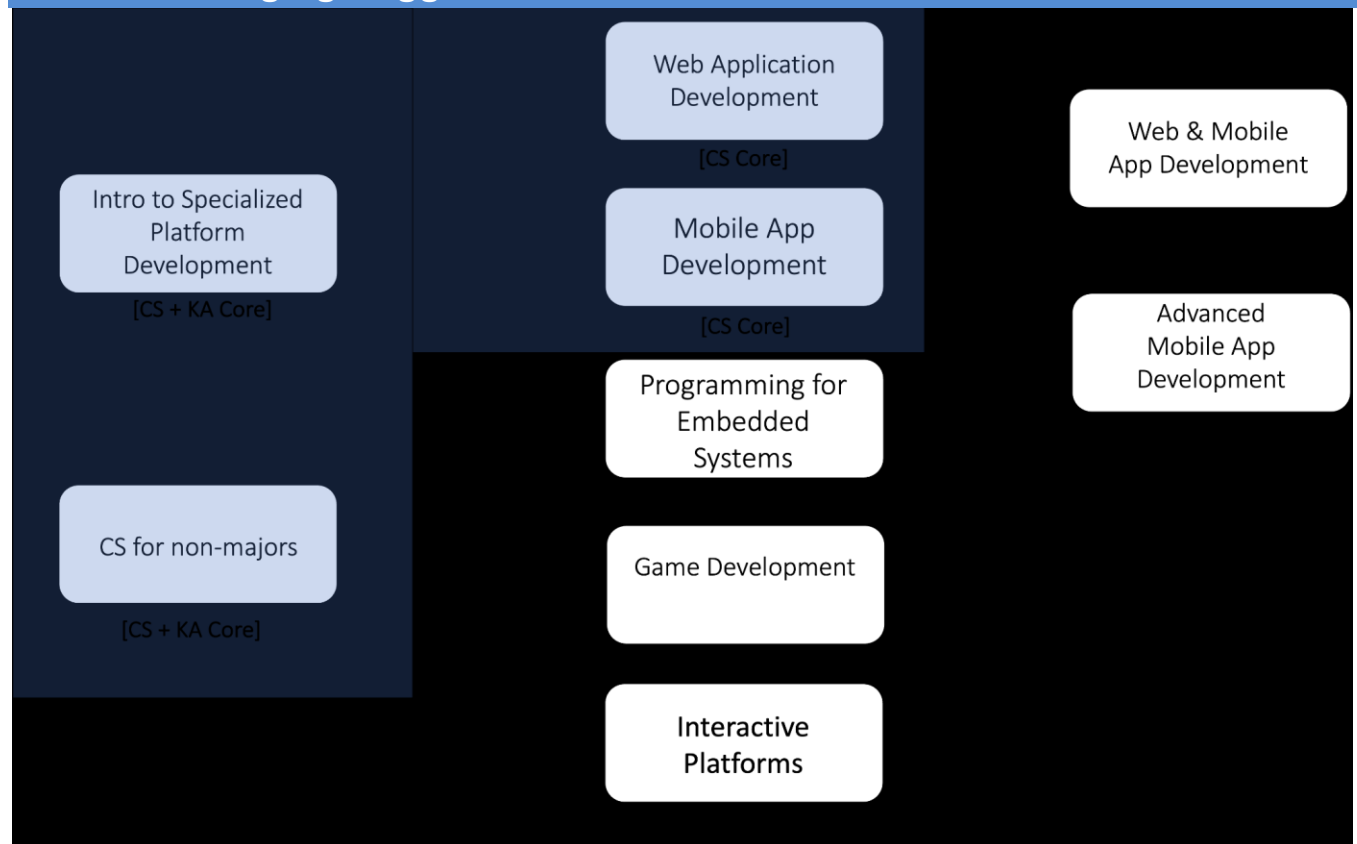 Intro to Specialized
Platform
Development
[CS + KA Core]
CS for non-majors
[CS + KA Core]
Web Application
Development
[CS Core]
Mobile App
Development
[CS Core]
Programming for
Embedded
Systems
Game Development
Interactive
Platforms
Web & Mobile
App Development
Advanced
Mobile App
Development